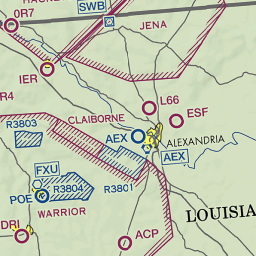 0R7
SWB
JENA
IER
R4
L66
CLAIBORNE
ESF
R3803
AEX
ALEXANDRIA
AEX
FXU
R3804
R3801
POE
WARRIOR
LOUISIA
DRI
ACP